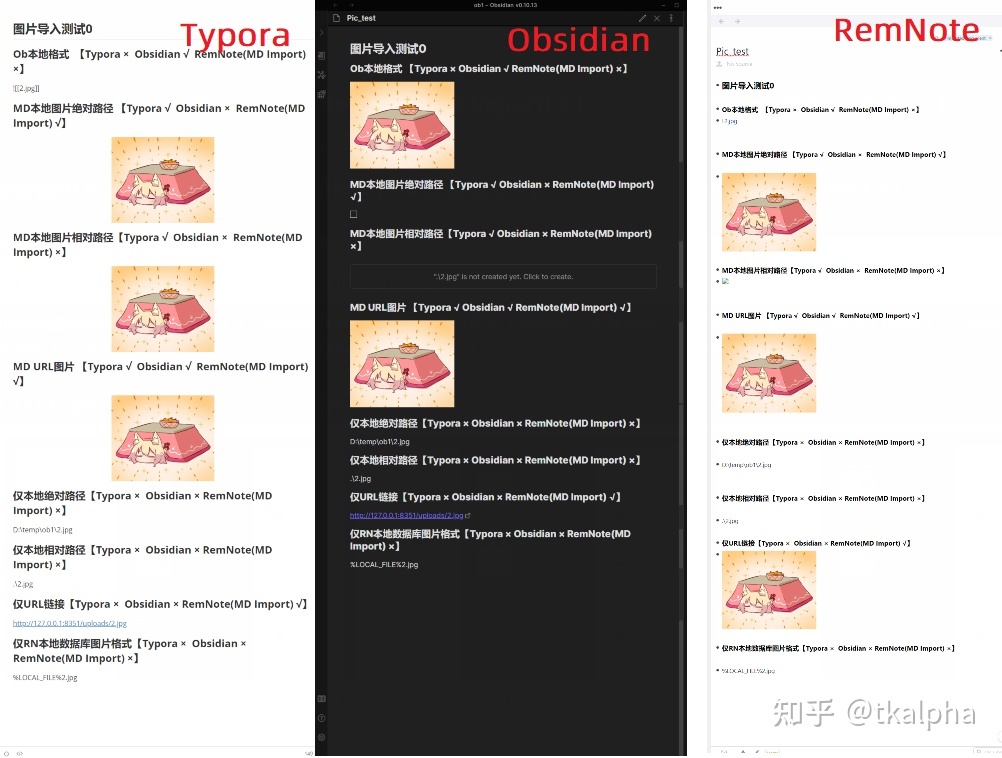 Typora
图片导入测试0
Ob本地格式 【Typora × Obsidian √ RemNote(MD Import)
×】
![[2.jpg]]
MD本地图片绝对路径 【Typora √ Obsidian × RemNote(MD
Import) √】
MD本地图片相对路径【Typora √ Obsidian × RemNote(MD
Import) ×】
MD URL图片 【Typora √ Obsidian √ RemNote(MD Import)
√】
仅本地绝对路径【Typora × Obsidian × RemNote(MD
Import) ×】
D:\temp\ob1\2.jpg
仅本地相对路径【Typora × Obsidian × RemNote(MD
Import) ×】
.\2.jpg
仅URL链接【Typora × Obsidian × RemNote(MD Import) √】
http://127.0.0.1:8351/uploads/2.jpg
仅RN本地数据库图片格式【Typora × Obsidian ×
RemNote(MD Import) ×】
%LOCAL_FILE%2.jpg
ob1 - Obsidian v0.10.13
Pic_test
Obsidian
图片导入测试0
Ob本地格式 【Typora × Obsidian √ RemNote(MD Import) ×】
MD本地图片绝对路径 【Typora √ Obsidian × RemNote(MD Import)
√】
MD本地图片相对路径【Typora √ Obsidian × RemNote(MD Import)
×】
".\2.jpg" is not created yet. Click to create.
MD URL图片 【Typora √ Obsidian √ RemNote(MD Import) √】
仅本地绝对路径【Typora × Obsidian × RemNote(MD Import) ×】
D:\temp\ob1\2.jpg
仅本地相对路径【Typora × Obsidian × RemNote(MD Import) ×】
.\2.jpg
仅URL链接【Typora × Obsidian × RemNote(MD Import) √】
http://127.0.0.1:8351/uploads/2.jpg
仅RN本地数据库图片格式【Typora × Obsidian × RemNote(MD
Import) ×】
%LOCAL_FILE%2.jpg
RemNote
Pic_test
No Source
图片导入测试0
Ob本地格式 【Typora × Obsidian √ RemNote(MD Import) ×】
MD本地图片绝对路径 【Typora √ Obsidian × RemNote(MD Import) √】
MD本地图片相对路径【Typora √ Obsidian × RemNote(MD Import) ×】
MD URL图片 【Typora √ Obsidian √ RemNote(MD Import) √】
仅本地绝对路径【Typora × Obsidian × RemNote(MD Import) ×】
D:\temp\ob1\2.jpg
仅本地相对路径【Typora × Obsidian × RemNote(MD Import) ×】
.\2.jpg
仅URL链接【Typora × Obsidian × RemNote(MD Import) √】
仅RN本地数据库图片格式【Typora × Obsidian × RemNote(MD Import) ×】
%LOCAL_FILE%2.jpg
知乎 @tkalpha